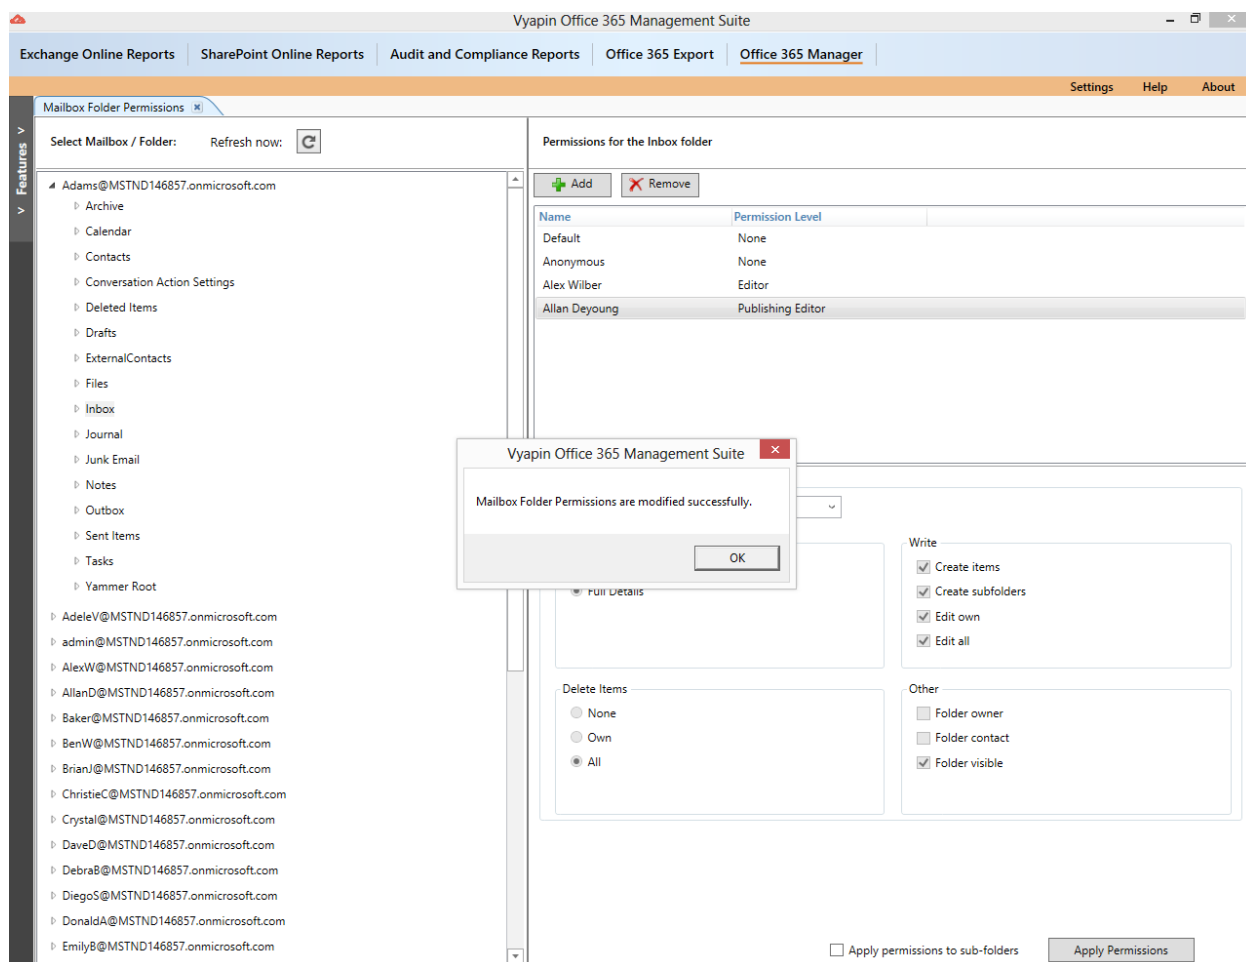 Vyapin Office 365 Management Suite
Exchange Online Reports SharePoint Online Reports Audit and Compliance Reports Office 365 Export Office 365 Manager
Settings Help About
Mailbox Folder Permissions
Features
Select Mailbox / Folder: Refresh now:
Adams@MSTND146857.onmicrosoft.com
Archive
Calendar
Contacts
Conversation Action Settings
Deleted Items
Drafts
ExternalContacts
Files
Inbox
Journal
Junk Email
Notes
Outbox
Sent Items
Tasks
Yammer Root
AdeleV@MSTND146857.onmicrosoft.com
admin@MSTND146857.onmicrosoft.com
AlexW@MSTND146857.onmicrosoft.com
AllanD@MSTND146857.onmicrosoft.com
Baker@MSTND146857.onmicrosoft.com
BenW@MSTND146857.onmicrosoft.com
BrianJ@MSTND146857.onmicrosoft.com
ChristieC@MSTND146857.onmicrosoft.com
Crystal@MSTND146857.onmicrosoft.com
DaveD@MSTND146857.onmicrosoft.com
DebraB@MSTND146857.onmicrosoft.com
DiegoS@MSTND146857.onmicrosoft.com
DonaldA@MSTND146857.onmicrosoft.com
EmilyB@MSTND146857.onmicrosoft.com
Permissions for the Inbox folder
Add Remove
Name Permission Level
Default None
Anonymous None
Alex Wilber Editor
Allan Deyoung Publishing Editor
Vyapin Office 365 Management Suite
Mailbox Folder Permissions are modified successfully.
OK
Full Details
Write
Create items
Create subfolders
Edit own
Edit all
Delete Items
None
Own
All
Other
Folder owner
Folder contact
Folder visible
Apply permissions to sub-folders Apply Permissions